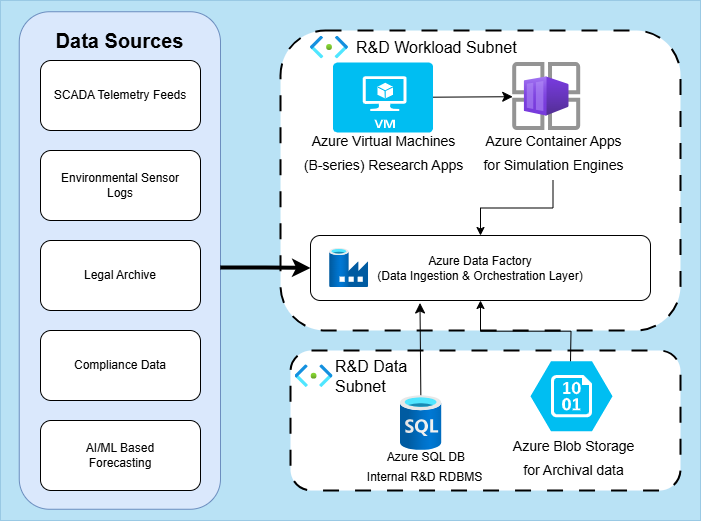 Data Sources
SCADA Telemetry Feeds
Environmental Sensor
Logs
Legal Archive
Compliance Data
AI/ML Based
Forecasting
R&D Workload Subnet
VM
Azure Virtual Machines
(B-series) Research Apps
Azure Container Apps
for Simulation Engines
Azure Data Factory
(Data Ingestion & Orchestration Layer)
R&D Data
Subnet
SQL
Azure SQL DB
Internal R&D RDBMS
10
01
Azure Blob Storage
for Archival data